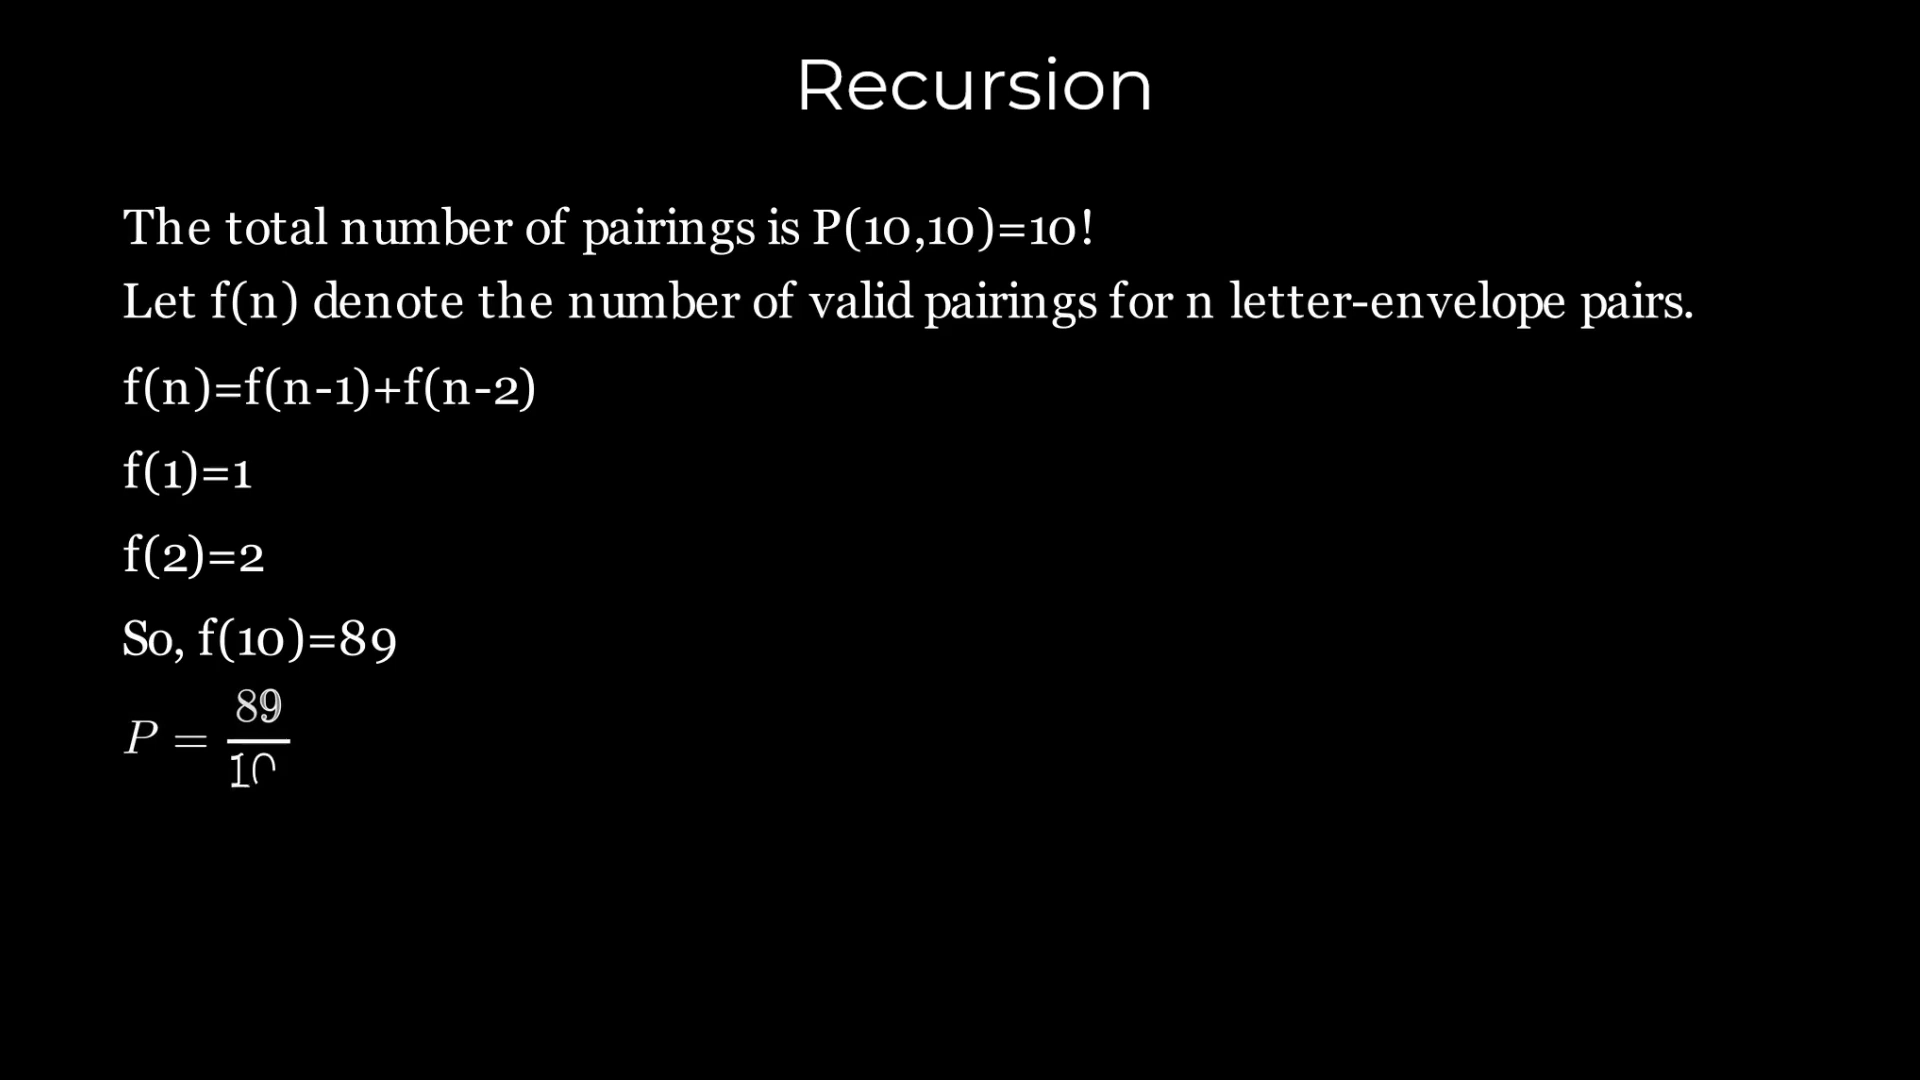 Recursion
The total number of pairings is P(10,10)=10!
Let f(n) denote the number of valid pairings for n letter-envelope pairs.
f(n)=f(n-1)+f(n-2)
f(1)=1
f(2)=2
So, f(10)=89
P = 89/10